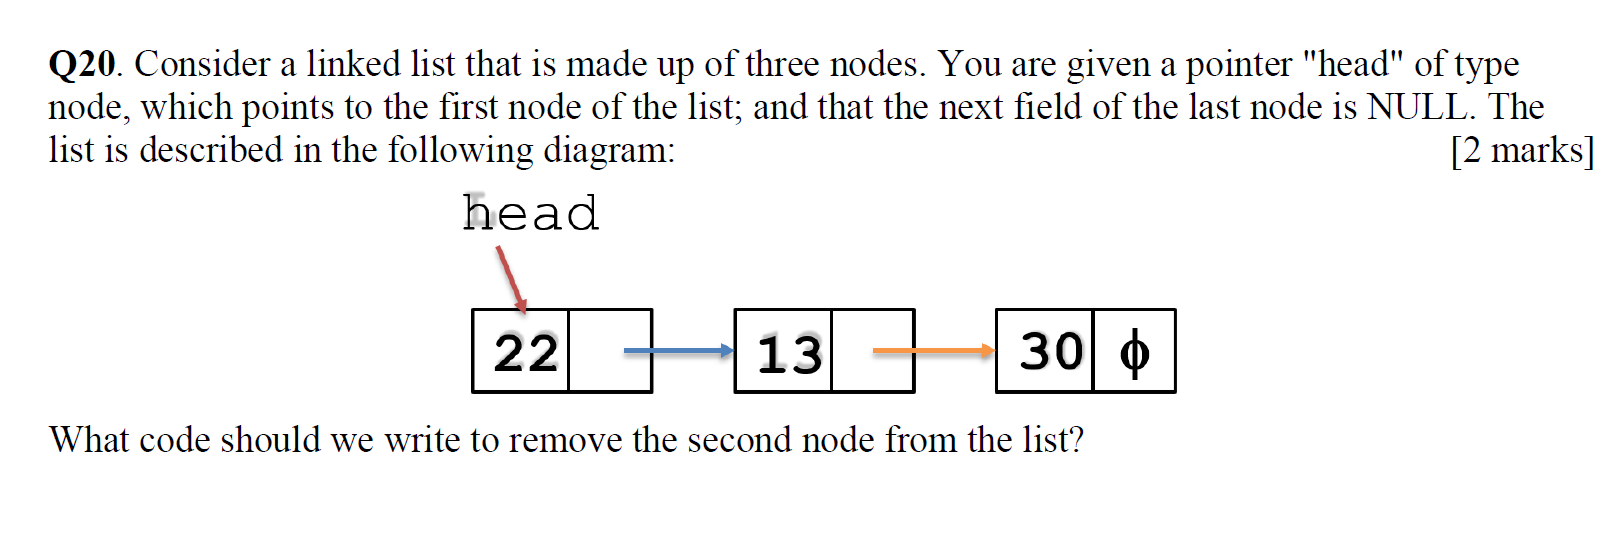 Q20. Consider a linked list that is made up of three nodes. You are given a pointer "head" of type
node, which points to the first node of the list; and that the next field of the last node is NULL. The
list is described in the following diagram: [2 marks]
head
22 13 30 ϕ
What code should we write to remove the second node from the list?